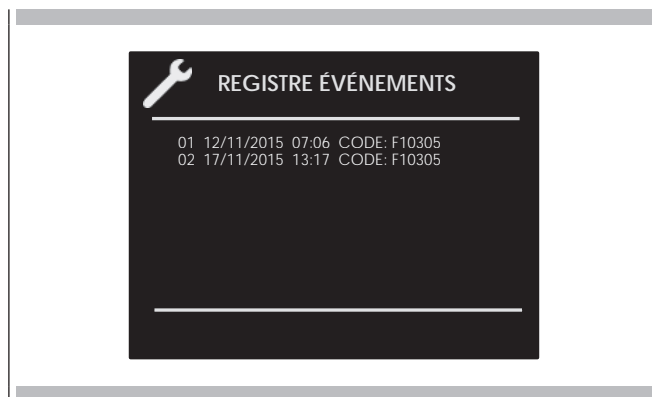 REGISTRE ÉVÉNEMENTS
01 12/11/2015 07:06 CODE: F10305
02 17/11/2015 13:17 CODE: F10305